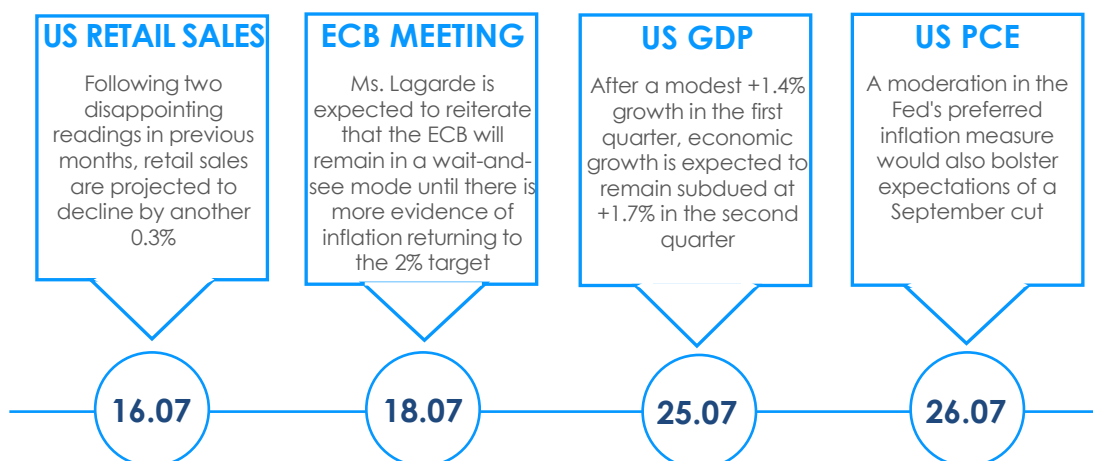 US RETAIL SALES
Following two
disappointing
readings in previous
months, retail sales
are projected to
decline by another
0.3%
16.07
ECB MEETING
Ms. Lagarde is
expected to reiterate
that the ECB will
remain in a wait-and-
see mode until there is
more evidence of
inflation returning to
the 2% target
18.07
US GDP
After a modest +1.4%
growth in the first
quarter, economic
growth is expected to
remain subdued at
+1.7% in the second
quarter
25.07
US PCE
A moderation in the
Fed's preferred
inflation measure
would also bolster
expectations of a
September cut
26.07